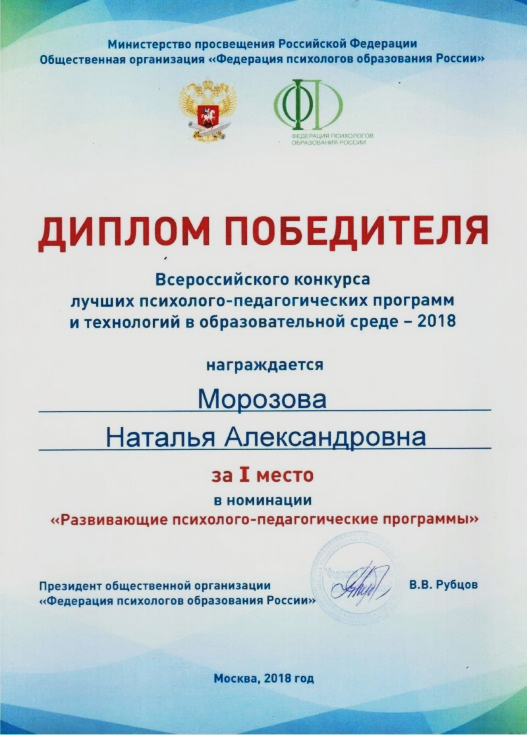 Министерство просвещения Российской Федерации
Общественная организация «Федерация психологов образования России»
ФЕДЕРАЦИЯ ПСИХОЛОГОВ
ОБРАЗОВАНИЯ РОССИИ
ДИПЛОМ ПОБЕДИТЕЛЯ
Всероссийского конкурса
лучших психолого-педагогических программ
и технологий в образовательной среде – 2018
награждается
Морозова
Наталья Александровна
за I место
в номинации
«Развивающие психолого-педагогические программы»
Президент общественной организации
«Федерация психологов образования России»
В.В. Рубцов
Москва, 2018 год